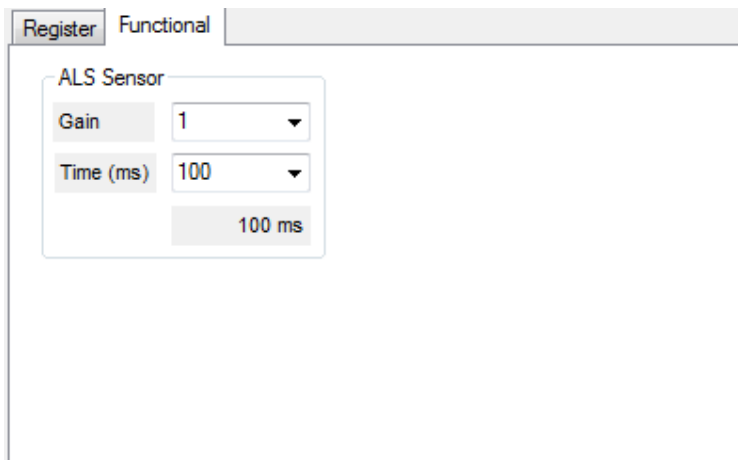 Register Functional
ALS Sensor
Gain 1
Time (ms) 100
100 ms